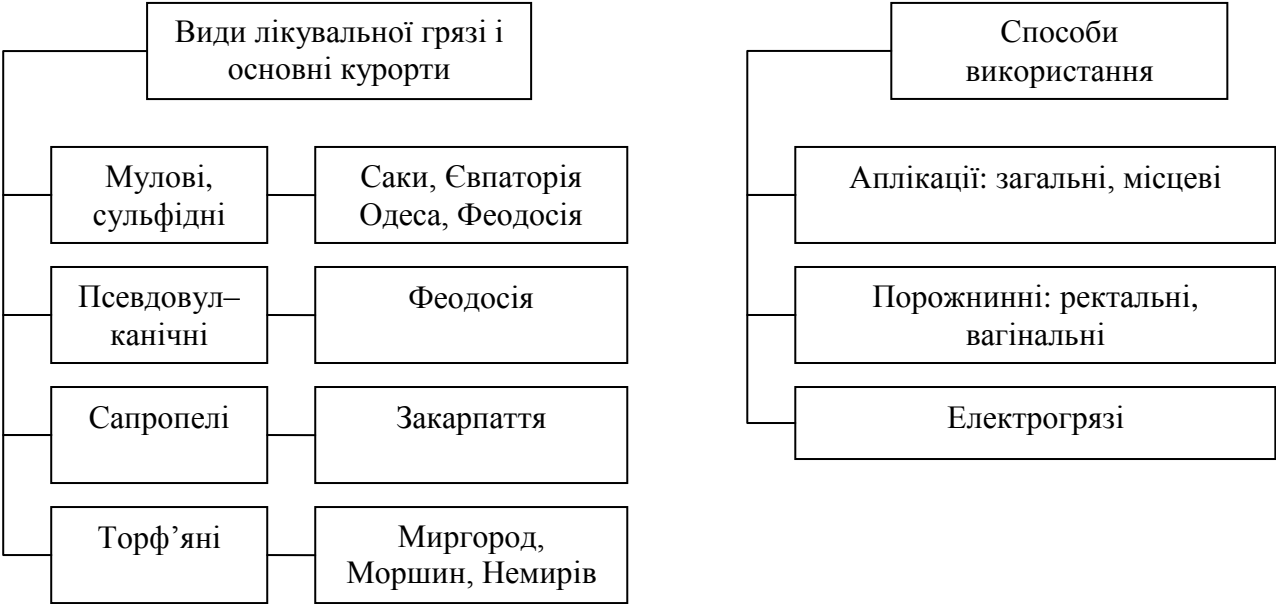 Види лікувальної грязі і
основні курорти
Мулові,
сульфідні
Саки, Євпаторія
Одеса, Феодосія
Псевдовул–
канічні
Феодосія
Сапропелі
Закарпаття
Торф’яні
Миргород,
Моршин, Немирів
Способи
використання
Аплікації: загальні, місцеві
Порожнинні: ректальні,
вагінальні
Електрогрязі